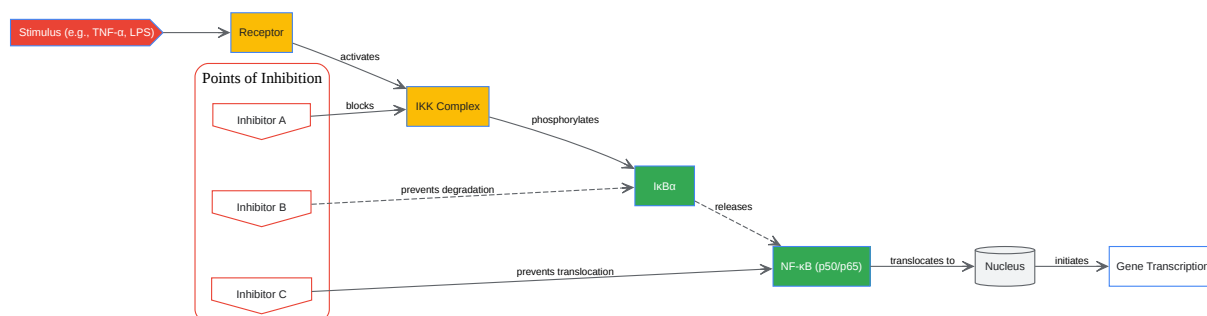 Stimulus (e.g., TNF-α, LPS)
Receptor
activates
Points of Inhibition
Inhibitor A
blocks
IKK Complex
phosphorylates
Inhibitor B
prevents degradation
IκBα
releases
Inhibitor C
prevents translocation
NF-κB (p50/p65)
translocates to
Nucleus
initiates
Gene Transcription